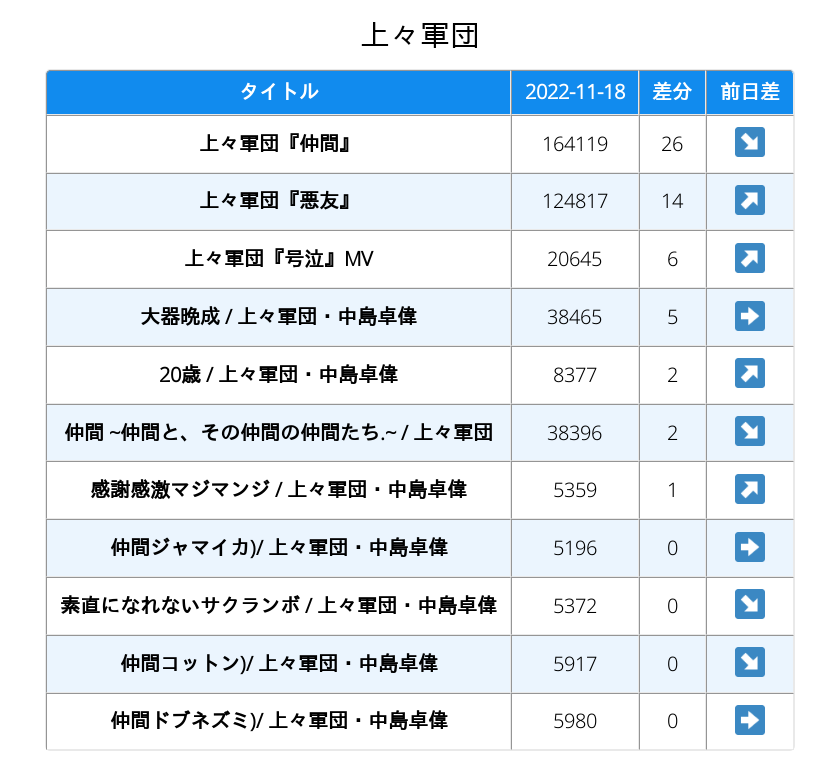 上々軍団
タイトル 2022-11-18 差分 前日差
上々軍団『仲間』 164119 26 ↘
上々軍団『悪友』 124817 14 ↗
上々軍団『号泣』MV 20645 6 ↗
大器晩成 / 上々軍団・中島卓偉 38465 5 ➡
20歳 / 上々軍団・中島卓偉 8377 2 ↗
仲間 ~仲間と、その仲間の仲間たち.~ / 上々軍団 38396 2 ↘
感謝感激マジマンジ / 上々軍団・中島卓偉 5359 1 ↗
仲間ジャマイカ)/ 上々軍団・中島卓偉 5196 0 ➡
素直になれないサクランボ / 上々軍団・中島卓偉 5372 0 ↘
仲間コットン)/ 上々軍団・中島卓偉 5917 0 ↘
仲間ドブネズミ)/ 上々軍団・中島卓偉 5980 0 ➡